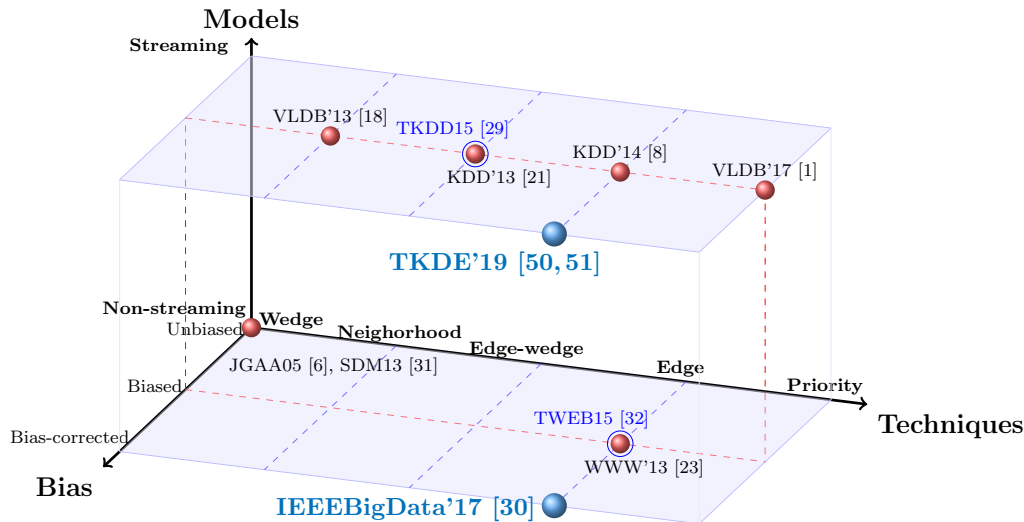 Models
Streaming
VLDB'13 [18]
TKDD15 [29]
KDD'14 [8]
KDD'13 [21]
VLDB'17 [1]
TKDE'19 [50, 51]
Non-streaming
Wedge
Unbiased
Neighorhood
Edge-wedge
JGAA05 [6], SDM13 [31]
Edge
Biased
Priority
TWEB15 [32]
Techniques
Bias-corrected
WWW'13 [23]
Bias
IEEEBigData'17 [30]